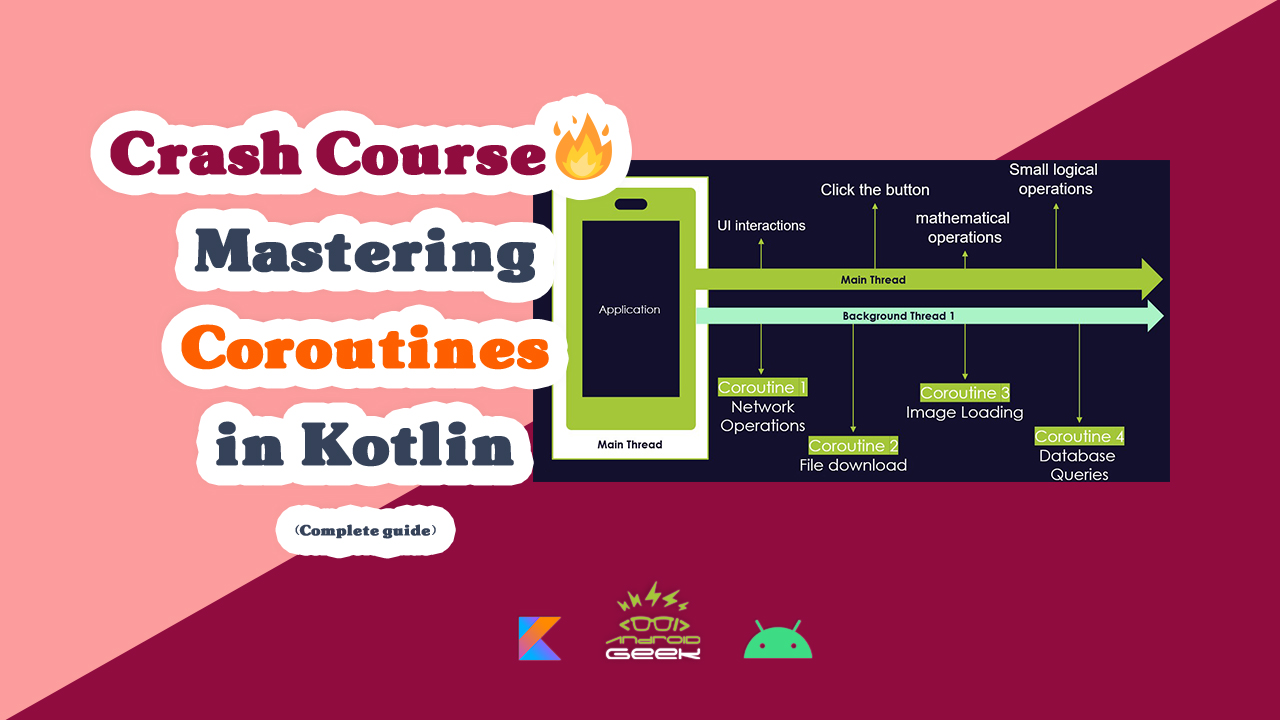 Crash Course🔥
Mastering
Coroutines
in Kotlin
(Complete guide)
Application
Main Thread
UI interactions
Click the button
mathematical
operations
Small logical
operations
Main Thread
Background Thread 1
Coroutine 1
Network
Operations
Coroutine 2
File download
Coroutine 3
Image Loading
Coroutine 4
Database
Queries
ANDROID
GEEK